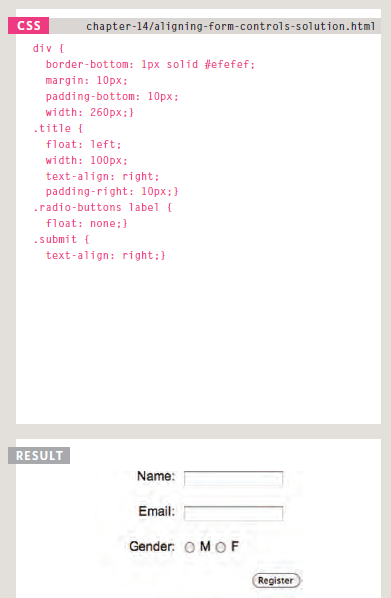 CSS chapter-14/aligning-form-controls-solution.html
div {
border-bottom: 1px solid #efefef;
margin: 10px;
padding-bottom: 10px;
width: 260px;}
.title {
float: left;
width: 100px;
text-align: right;
padding-right: 10px;}
.radio-buttons label {
float: none;}
.submit {
text-align: right;}
RESULT
Name:
Email:
Gender: M F
Register